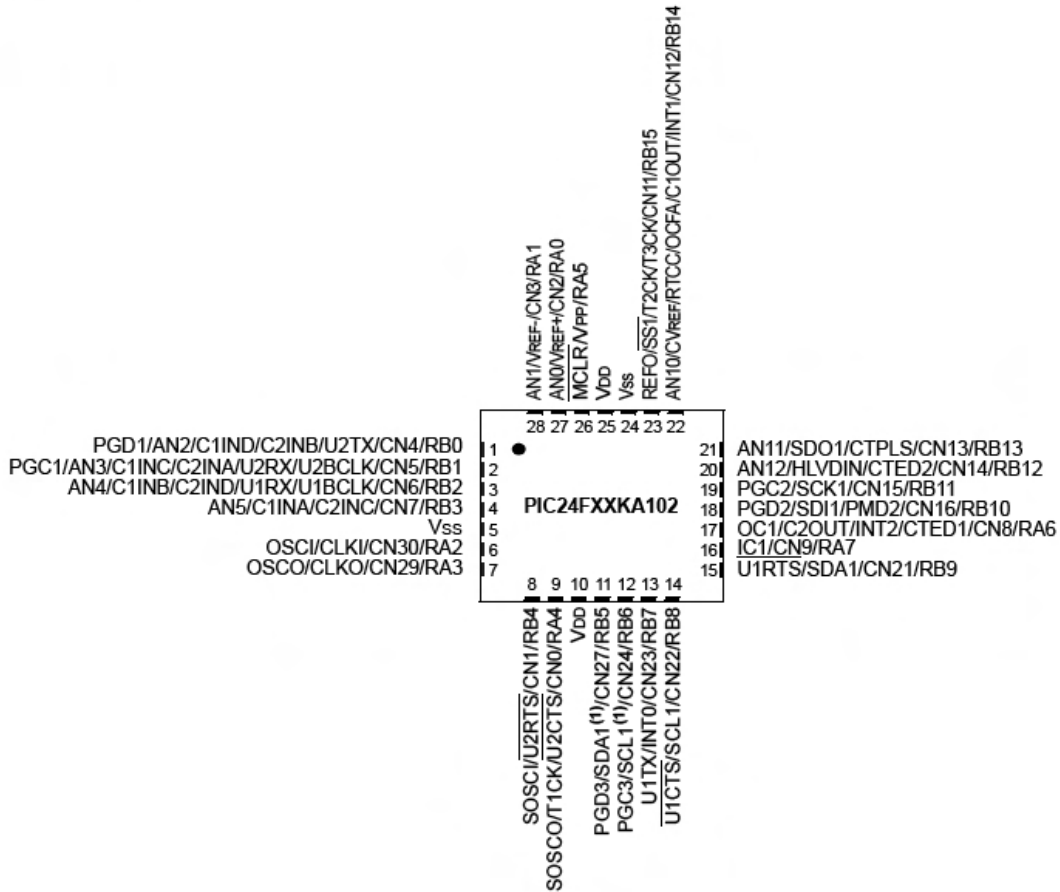 AN1/VREF-/CN3/RA1
AN0/VREF+/CN2/RA0
MCLR/VPP/RA5
VDD
VSS
REFO/SS1/T2CK/T3CK/CN11/RB15
AN10/CVREF/RTCC/OCFA/C1OUT/INT1/CN12/RB14
28 27 26 25 24 23 22
PGD1/AN2/C1IND/C2INB/U2TX/CN4/RB0 1
PGC1/AN3/C1INC/C2INA/U2RX/U2BCLK/CN5/RB1 2
AN4/C1INB/C2IND/U1RX/U1BCLK/CN6/RB2 3
AN5/C1INA/C2INC/CN7/RB3 4
VSS 5
OSCI/CLKI/CN30/RA2 6
OSCO/CLKO/CN29/RA3 7
PIC24FXXKA102
21 AN11/SDO1/CTPLS/CN13/RB13
20 AN12/HLVDIN/CTED2/CN14/RB12
19 PGC2/SCK1/CN15/RB11
18 PGD2/SDI1/PMD2/CN16/RB10
17 OC1/C2OUT/INT2/CTED1/CN8/RA6
16 IC1/CN9/RA7
15 U1RTS/SDA1/CN21/RB9
8 9 10 11 12 13 14
SOSCI/U2RTS/CN1/RB4
SOSCO/T1CK/U2CTS/CN0/RA4
VDD
PGD3/SDA1(1)/CN27/RB5
PGC3/SCL1(1)/CN24/RB6
U1TX/INT0/CN23/RB7
U1CTS/SCL1/CN22/RB8